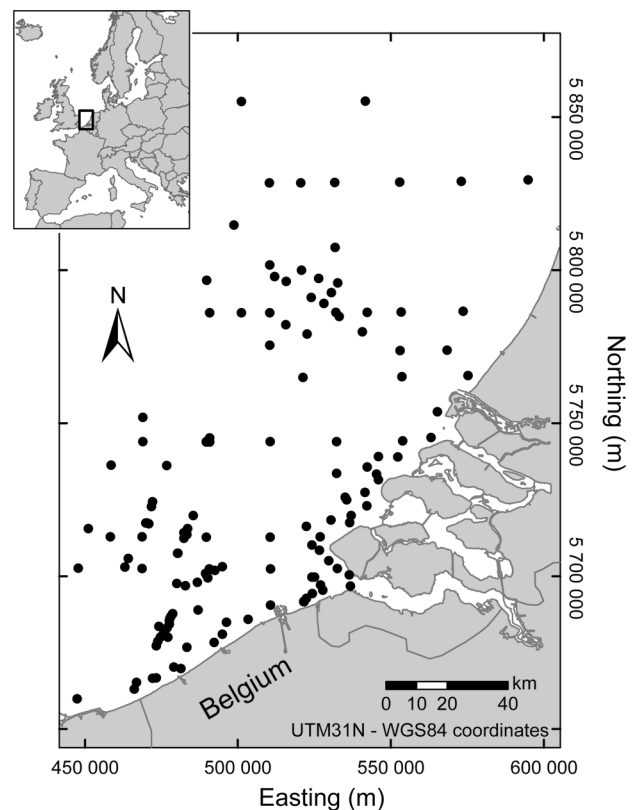 N
5 850 000
5 800 000
5 750 000
5 700 000
Northing (m)
Belgium
km
0 10 20 40
UTM31N - WGS84 coordinates
450 000 500 000 550 000 600 000
Easting (m)